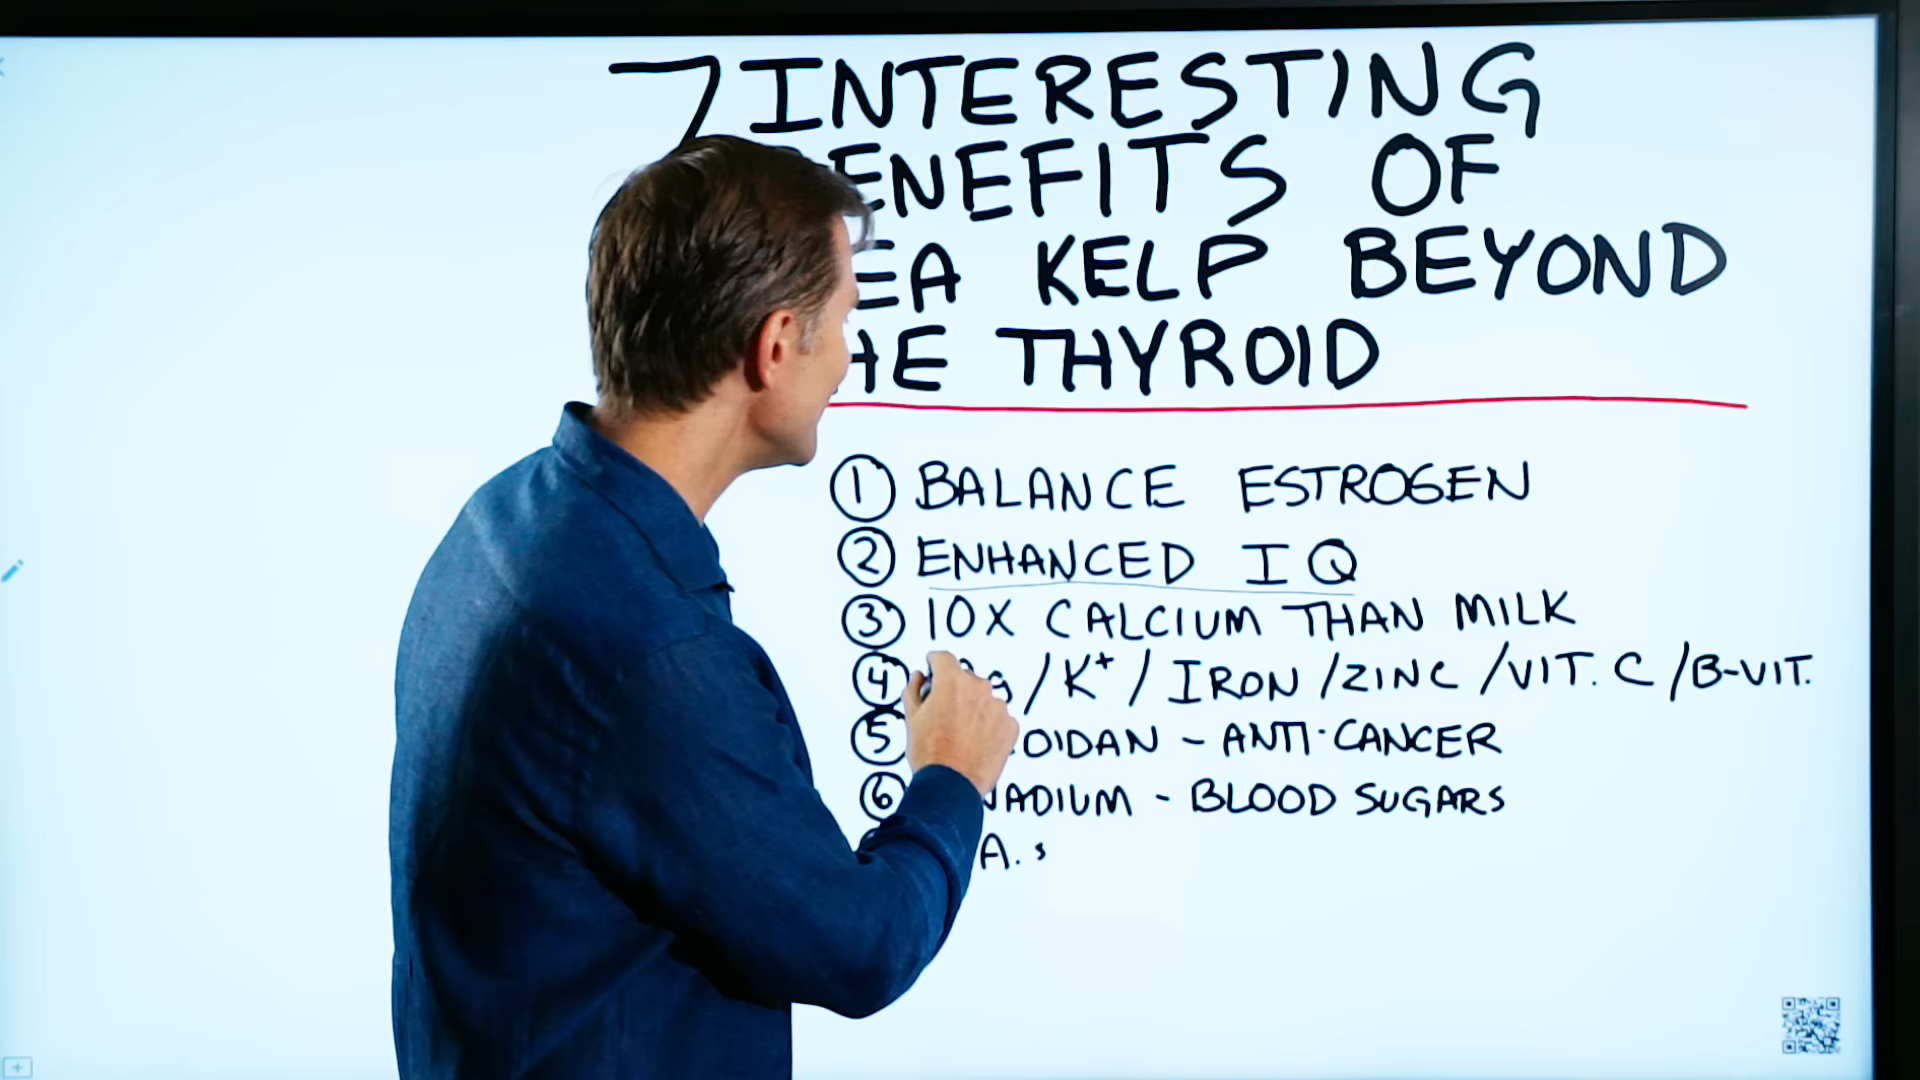 7 INTERESTING
ENEFITS OF
EA KELP BEYOND
HE THYROID
1 BALANCE ESTROGEN
2 ENHANCED IQ
3 10X CALCIUM THAN MILK
4 g / K+ / IRON / ZINC / VIT. C / B-VIT.
5 OIDAN - ANTI-CANCER
6 NADIUM - BLOOD SUGARS
A. s